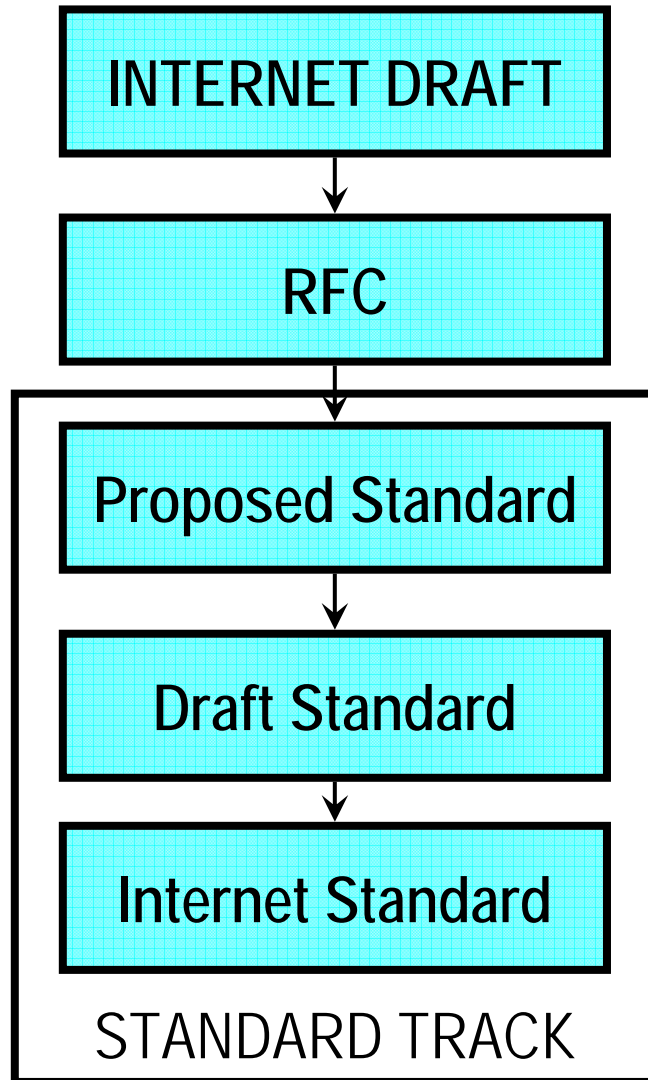 INTERNET DRAFT
RFC
Proposed Standard
Draft Standard
Internet Standard
STANDARD TRACK